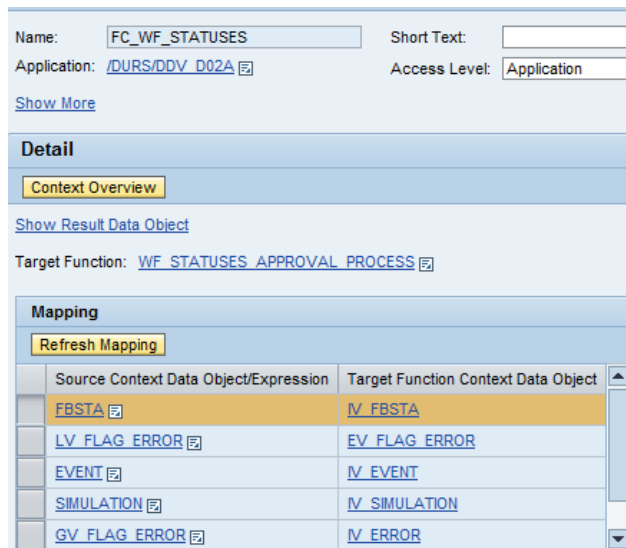 Name: FC_WF_STATUSES Short Text:
Application: /DURS/DDV_D02A Access Level: Application
Show More
Detail
Context Overview
Show Result Data Object
Target Function: WF_STATUSES_APPROVAL_PROCESS
Mapping
Refresh Mapping
Source Context Data Object/Expression Target Function Context Data Object
FBSTA IV_FBSTA
LV_FLAG_ERROR EV_FLAG_ERROR
EVENT IV_EVENT
SIMULATION IV_SIMULATION
GV_FLAG_ERROR IV_ERROR